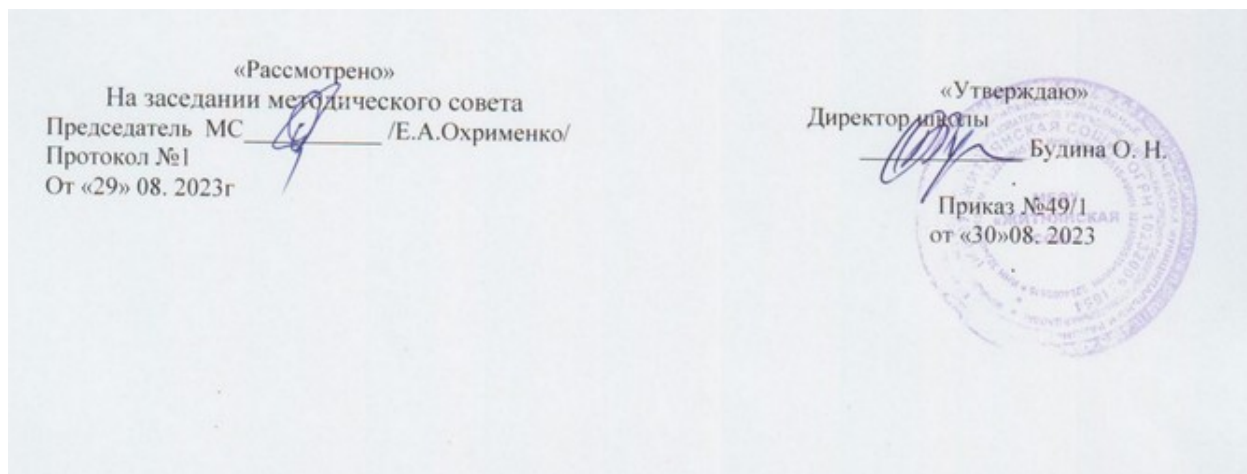 «Рассмотрено»
На заседании методического совета
Председатель МС____________ /Е.А.Охрименко/
Протокол №1
От «29» 08. 2023г
«Утверждаю»
Директор школы
______________ Будина О. Н.
Приказ №49/1
от «30»08. 2023